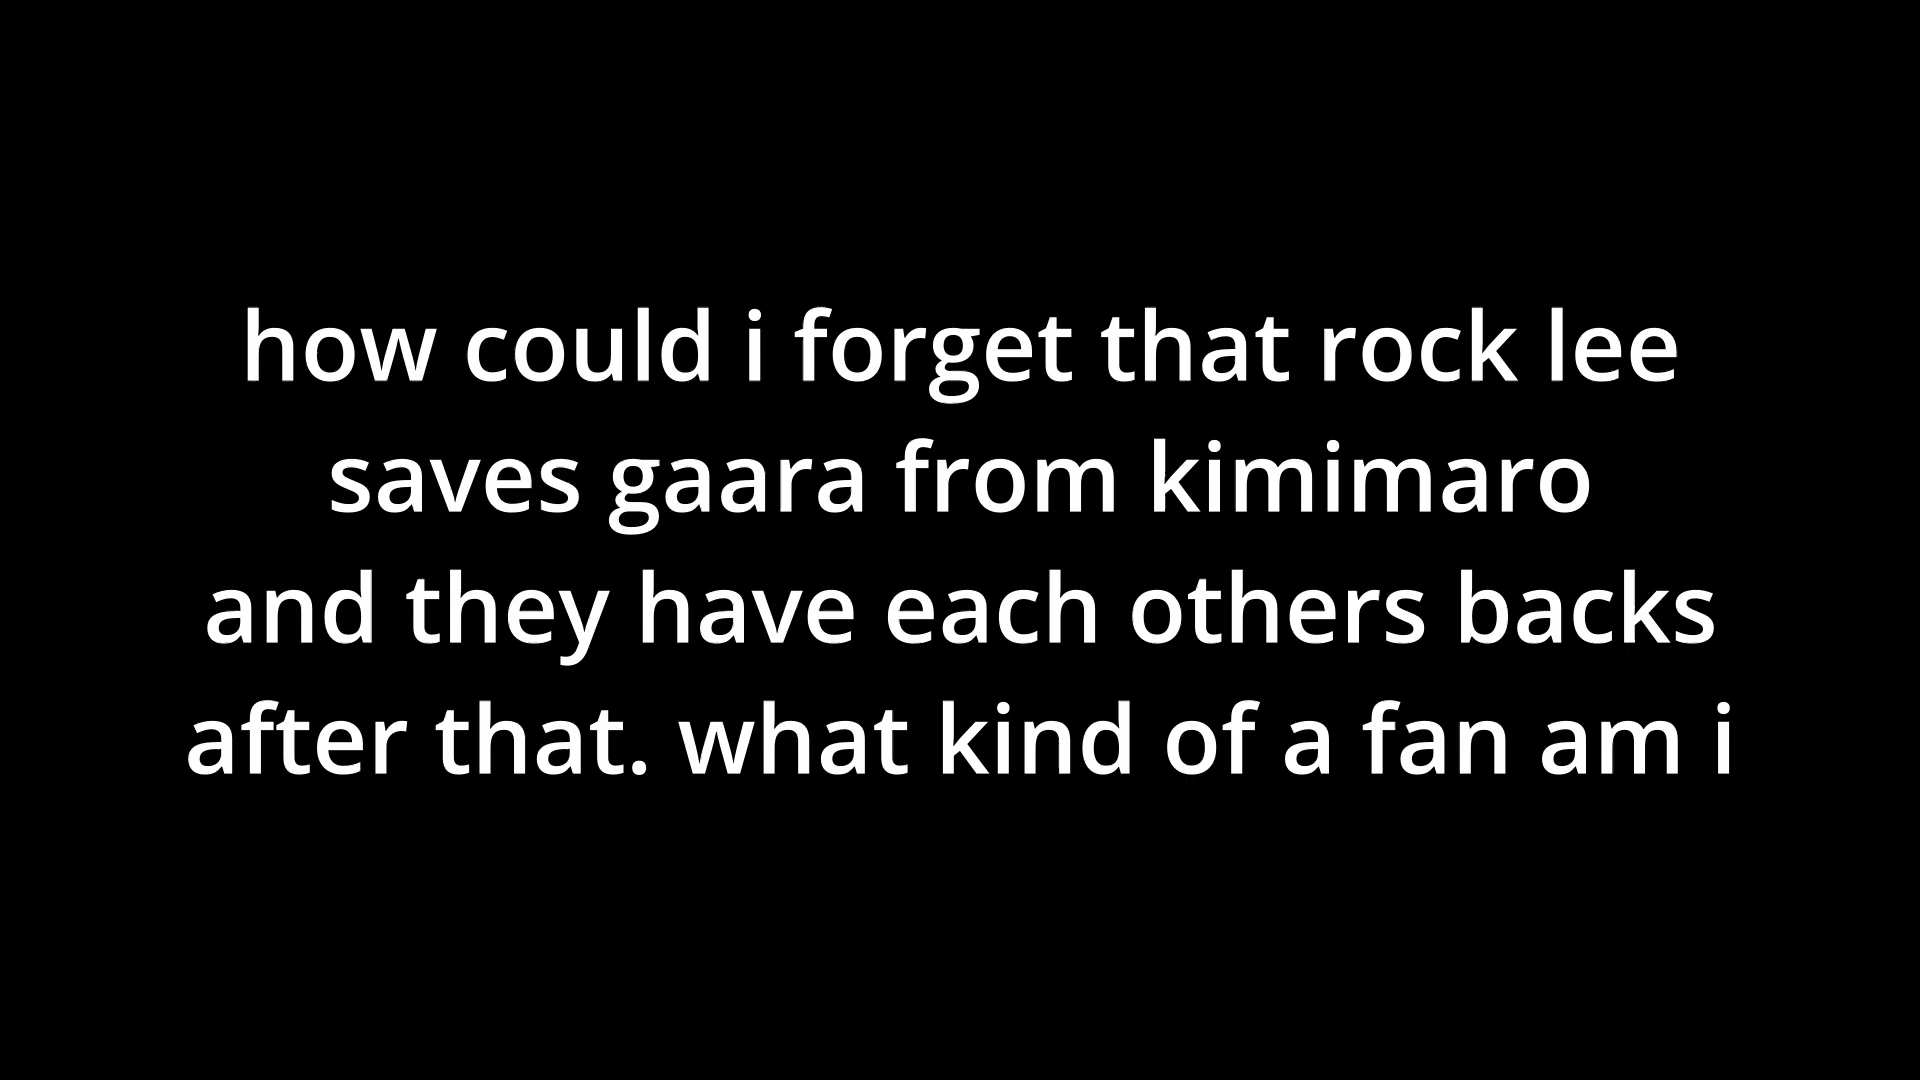 how could i forget that rock lee
saves gaara from kimimaro
and they have each others backs
after that. what kind of a fan am i